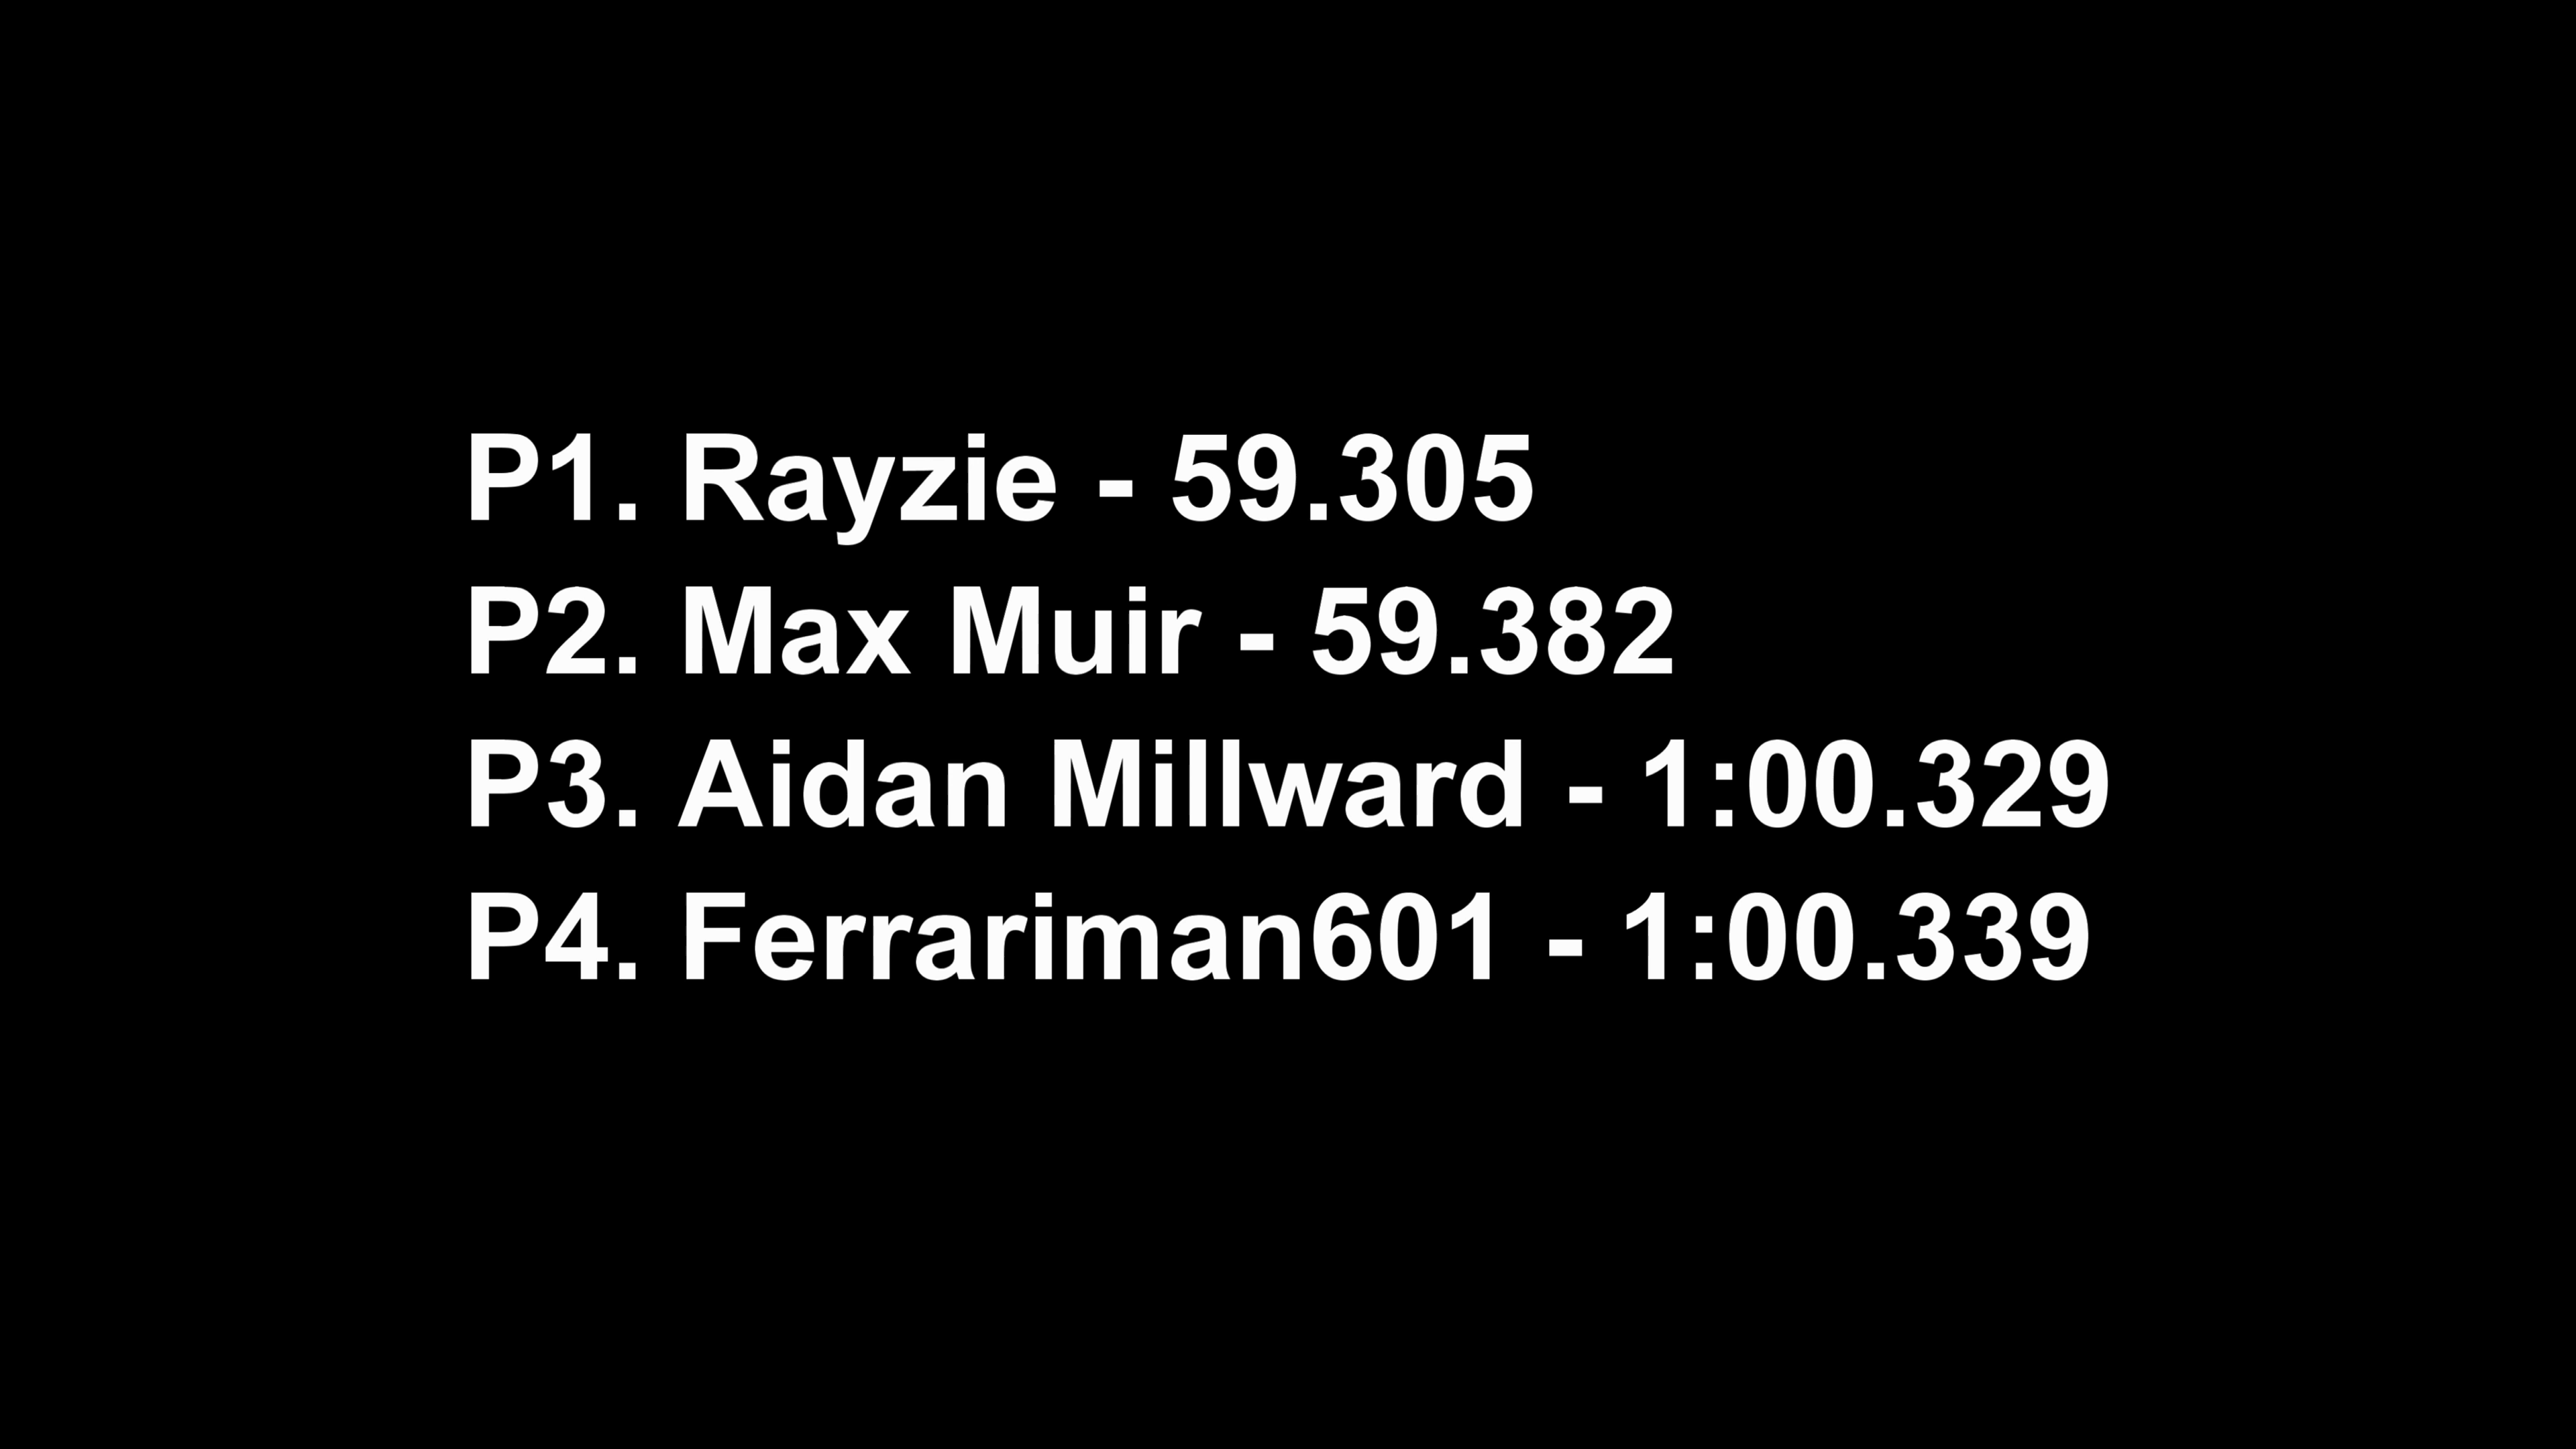 P1. Rayzie - 59.305
P2. Max Muir - 59.382
P3. Aidan Millward - 1:00.329
P4. Ferrariman601 - 1:00.339